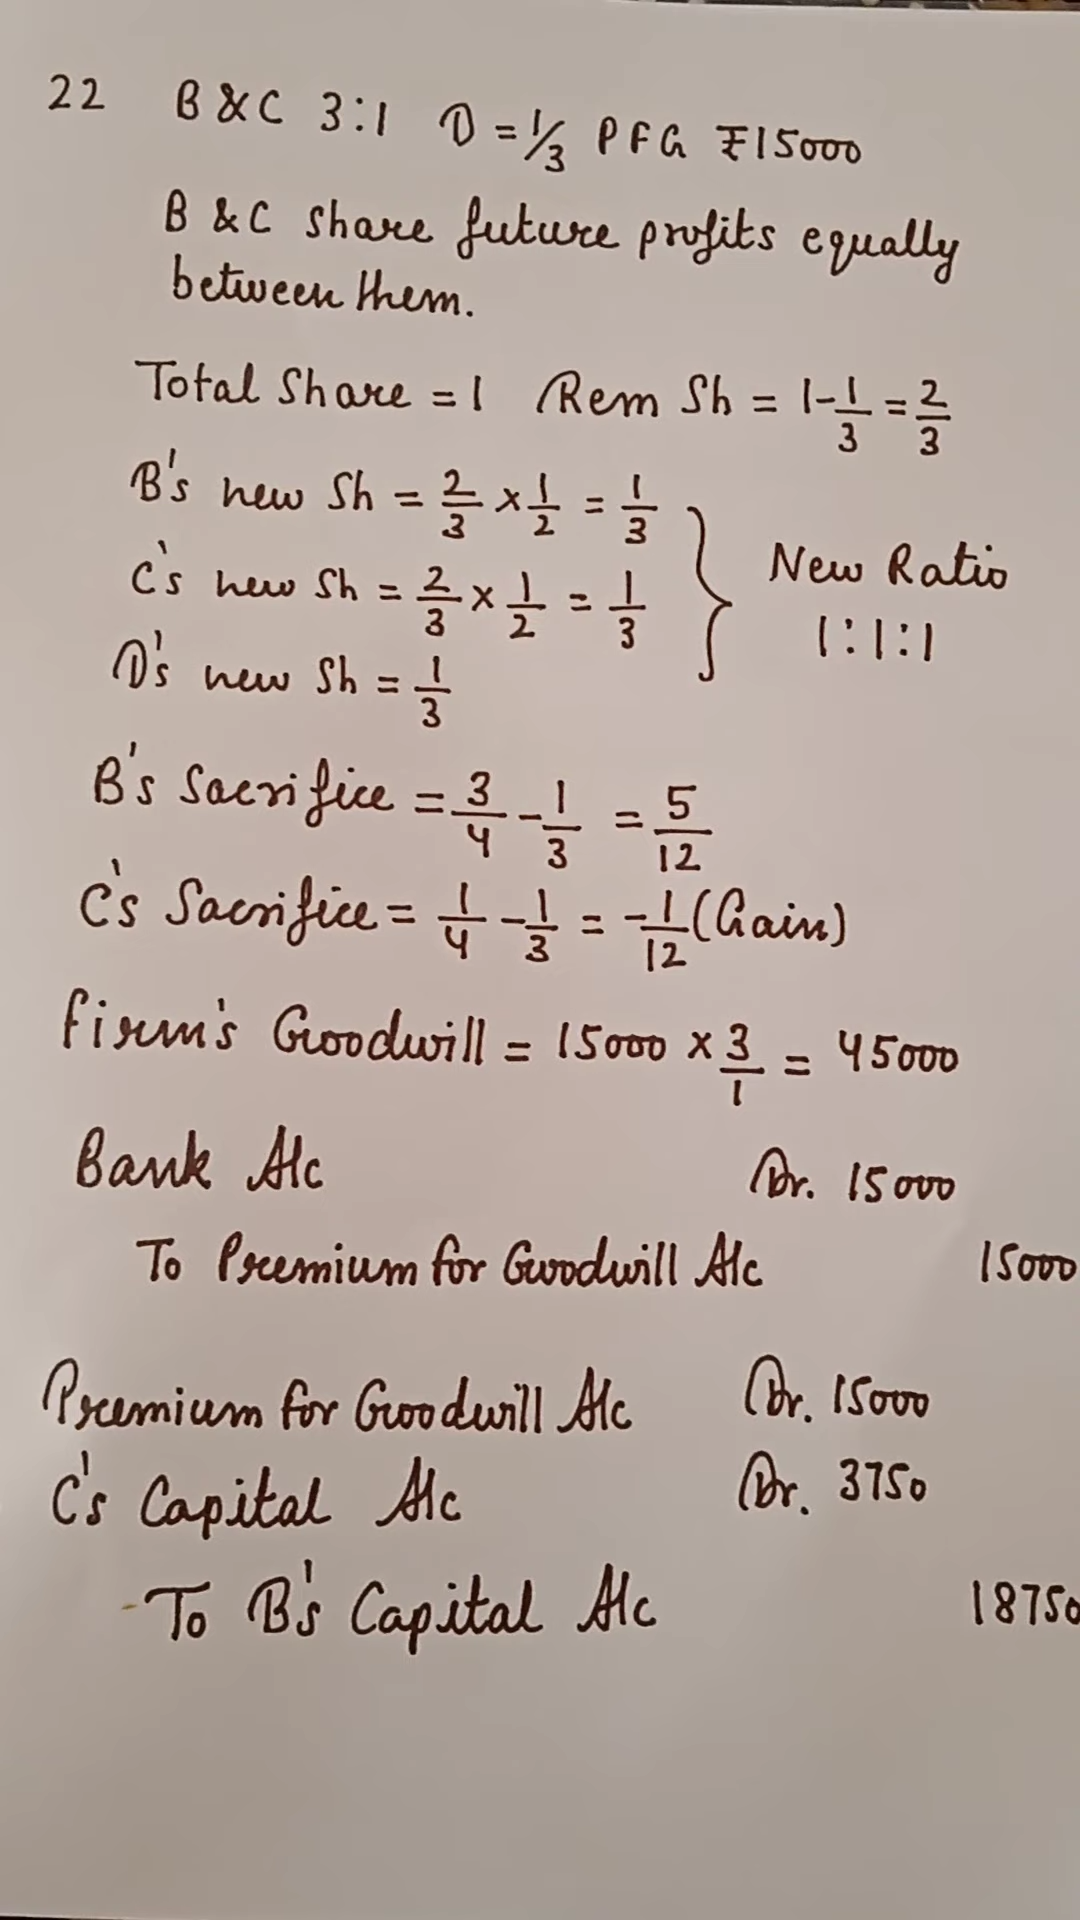 22 B & C 3:1 D = 1/3 PFG ₹15000
B & C share future profits equally
between them.
Total Share = 1 Rem Sh = 1 - 1/3 = 2/3
B's new Sh = 2/3 × 1/2 = 1/3
C's new Sh = 2/3 × 1/2 = 1/3
D's new Sh = 1/3
} New Ratio
1:1:1
B's Sacrifice = 3/4 - 1/3 = 5/12
C's Sacrifice = 1/4 - 1/3 = -1/12 (Gain)
Firm's Goodwill = 15000 × 3/1 = 45000
Bank A/c Dr. 15000
To Premium for Goodwill A/c 15000
Premium for Goodwill A/c Dr. 15000
C's Capital A/c Dr. 3750
- To B's Capital A/c 18750